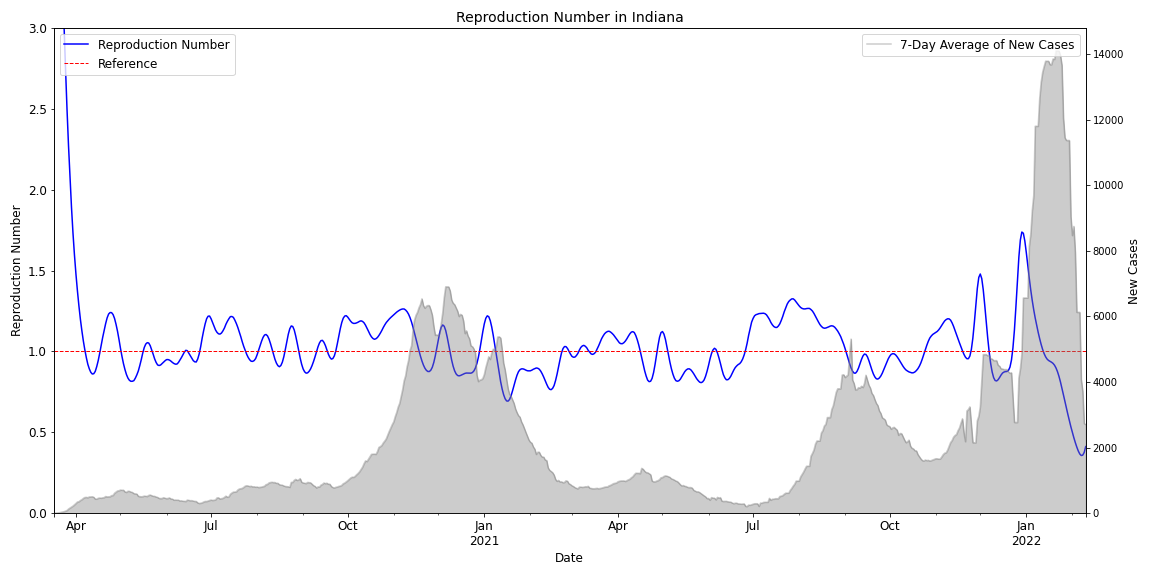 Reproduction Number in Indiana
Reproduction Number
Reference
7-Day Average of New Cases
3.0
2.5
2.0
1.5
1.0
0.5
0.0
Reproduction Number
14000
12000
10000
8000
6000
4000
2000
0
New Cases
Apr
Jul
Oct
Jan
2021
Apr
Jul
Oct
Jan
2022
Date